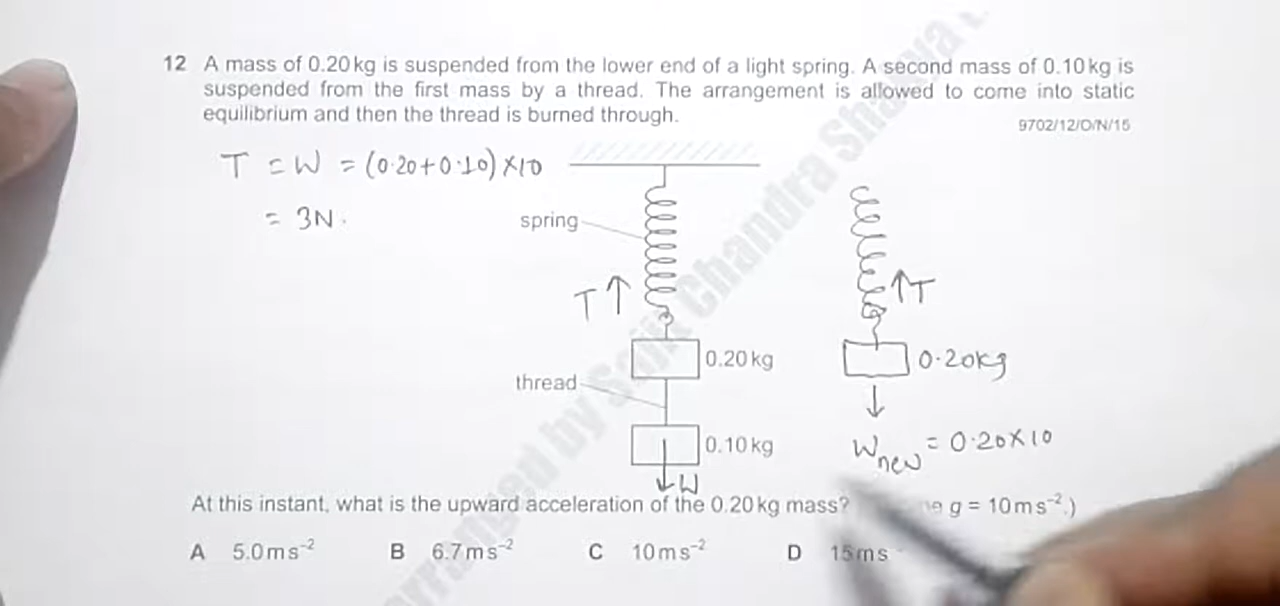 12 A mass of 0.20 kg is suspended from the lower end of a light spring. A second mass of 0.10 kg is
suspended from the first mass by a thread. The arrangement is allowed to come into static
equilibrium and then the thread is burned through.
9702/12/O/N/15
T = W = (0.20+0.10)×10
= 3N.
spring
T
T
0.20 kg
0.20kg
thread
0.10 kg
W
Wnew = 0.20×10
At this instant, what is the upward acceleration of the 0.20 kg mass? g = 10 m s⁻².)
A 5.0 m s⁻² B 6.7 m s⁻² C 10 m s⁻² D 15 m s